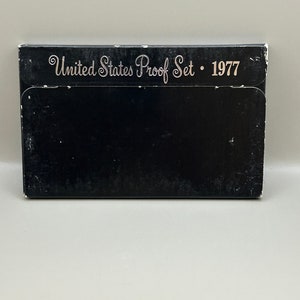 United States Proof Set • 1977